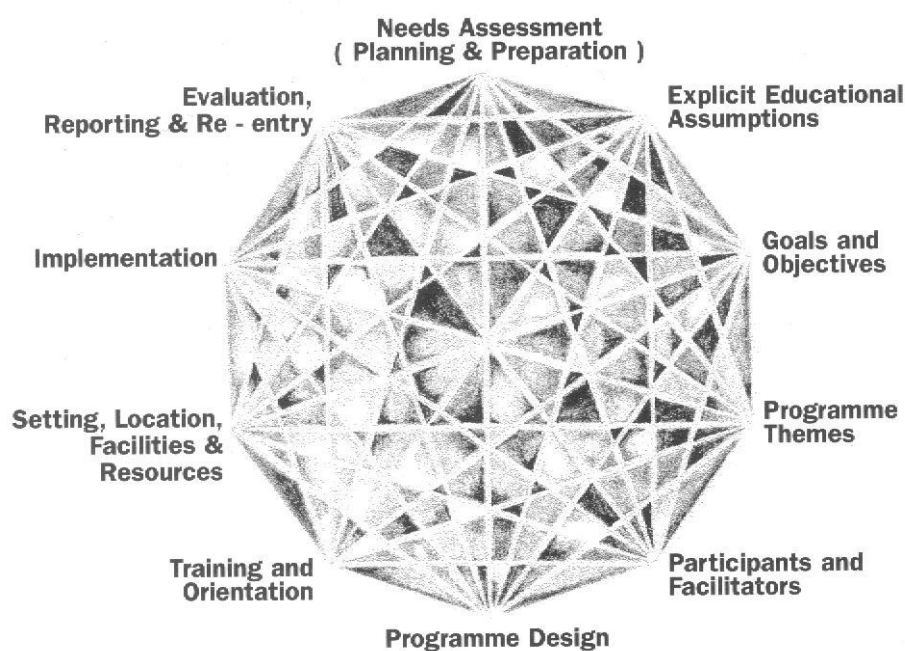 Needs Assessment
( Planning & Preparation )
Explicit Educational
Assumptions
Goals and
Objectives
Programme
Themes
Participants and
Facilitators
Programme Design
Training and
Orientation
Setting, Location,
Facilities &
Resources
Implementation
Evaluation,
Reporting & Re - entry